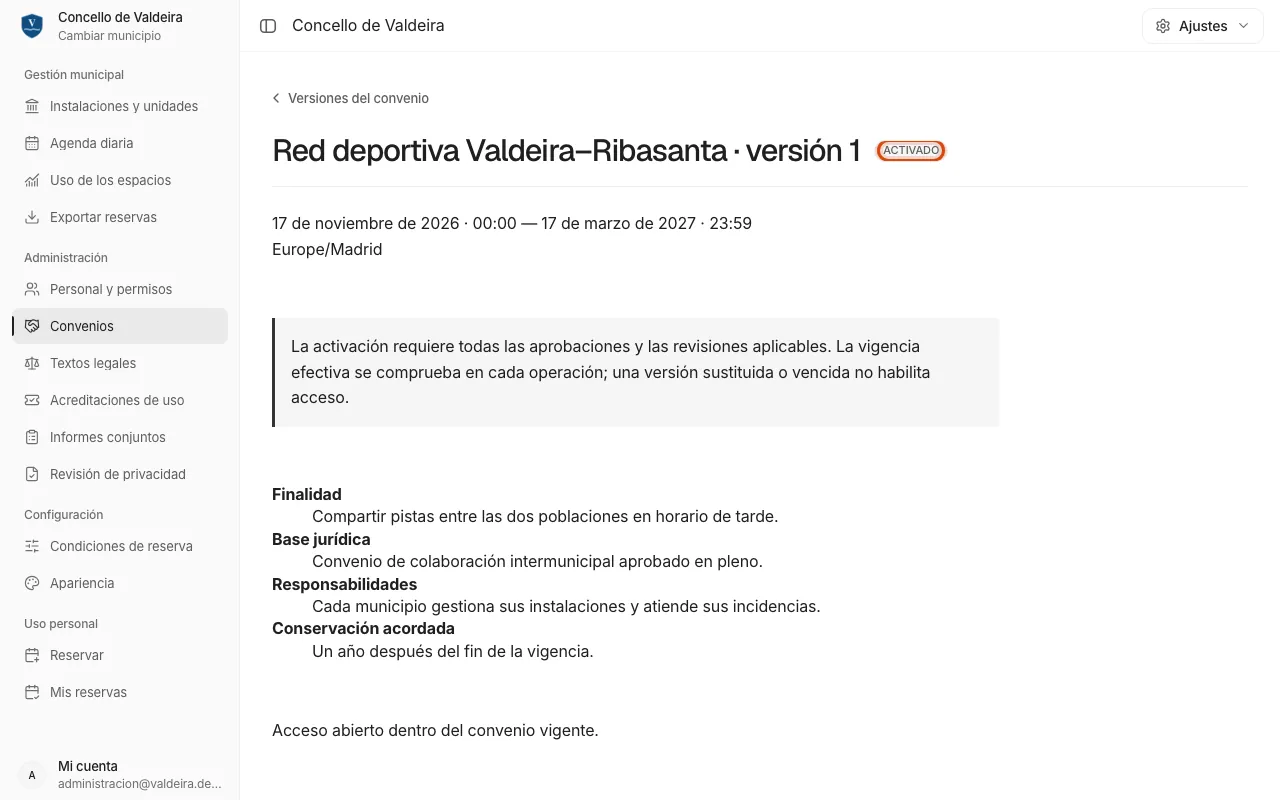 Concello de Valdeira
Cambiar municipio
Gestión municipal
Instalaciones y unidades
Agenda diaria
Uso de los espacios
Exportar reservas
Administración
Personal y permisos
Convenios
Textos legales
Acreditaciones de uso
Informes conjuntos
Revisión de privacidad
Configuración
Condiciones de reserva
Apariencia
Uso personal
Reservar
Mis reservas
A
Mi cuenta
administracion@valdeira.de...
Concello de Valdeira
Ajustes
Versiones del convenio
Red deportiva Valdeira–Ribasanta · versión 1
ACTIVADO
17 de noviembre de 2026 · 00:00 — 17 de marzo de 2027 · 23:59
Europe/Madrid
La activación requiere todas las aprobaciones y las revisiones aplicables. La vigencia
efectiva se comprueba en cada operación; una versión sustituida o vencida no habilita
acceso.
Finalidad
Compartir pistas entre las dos poblaciones en horario de tarde.
Base jurídica
Convenio de colaboración intermunicipal aprobado en pleno.
Responsabilidades
Cada municipio gestiona sus instalaciones y atiende sus incidencias.
Conservación acordada
Un año después del fin de la vigencia.
Acceso abierto dentro del convenio vigente.